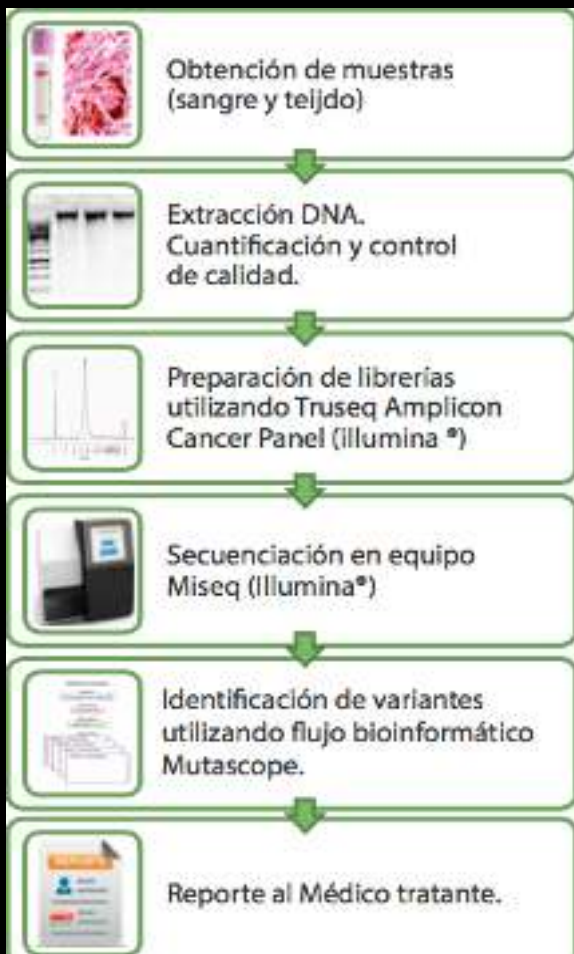 Obtención de muestras
(sangre y teijdo)
Extracción DNA.
Cuantificación y control
de calidad.
Preparación de librerías
utilizando Truseq Amplicon
Cancer Panel (illumina ®)
Secuenciación en equipo
Miseq (Illumina®)
Identificación de variantes
utilizando flujo bioinformático
Mutascope.
Reporte al Médico tratante.